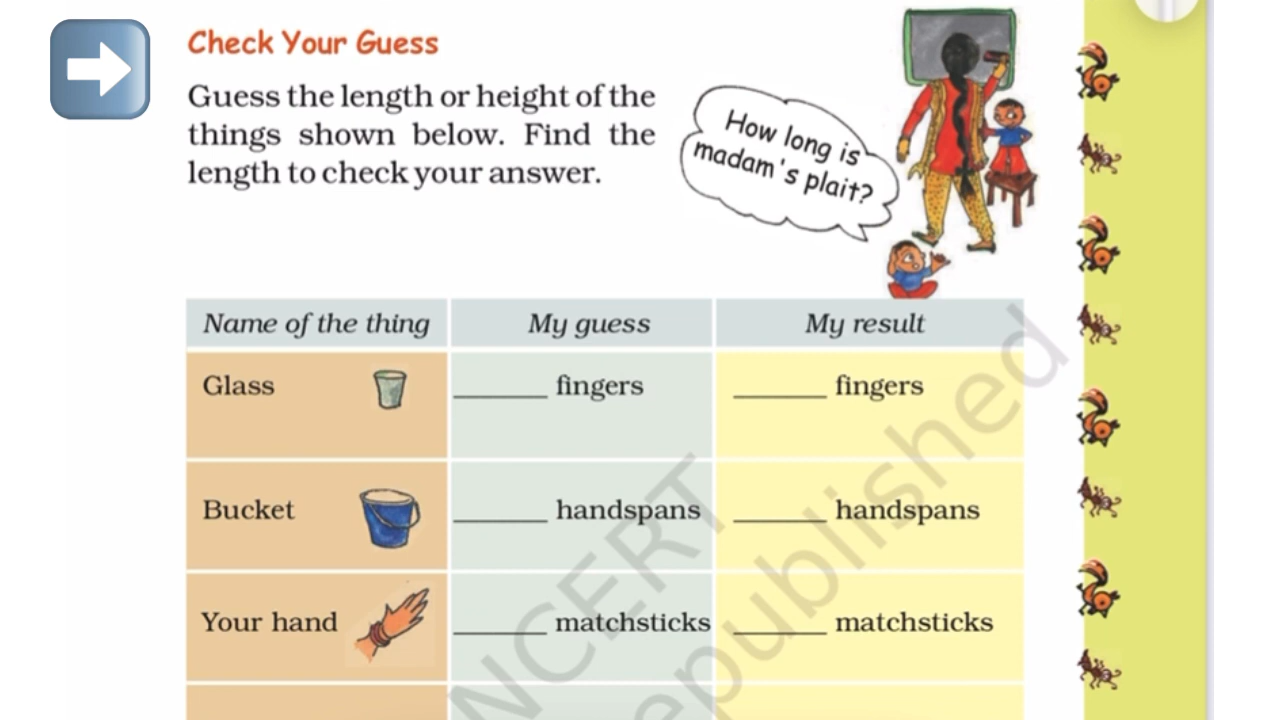 Check Your Guess
Guess the length or height of the
things shown below. Find the
length to check your answer.
How long is
madam's plait?
Name of the thing My guess My result
Glass ______ fingers ______ fingers
Bucket ______ handspans ______ handspans
Your hand ______ matchsticks ______ matchsticks
NCERT
republished